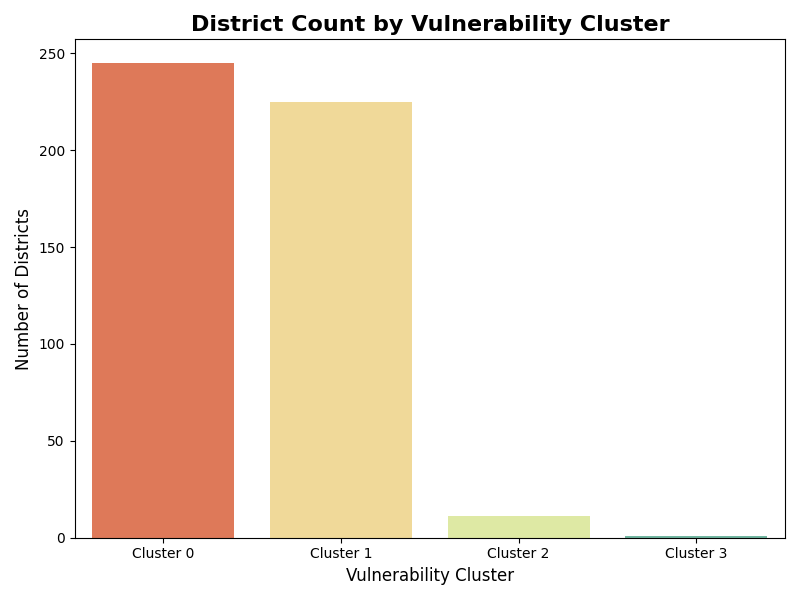 District Count by Vulnerability Cluster
250
200
150
100
50
0
Number of Districts
Cluster 0
Cluster 1
Cluster 2
Cluster 3
Vulnerability Cluster